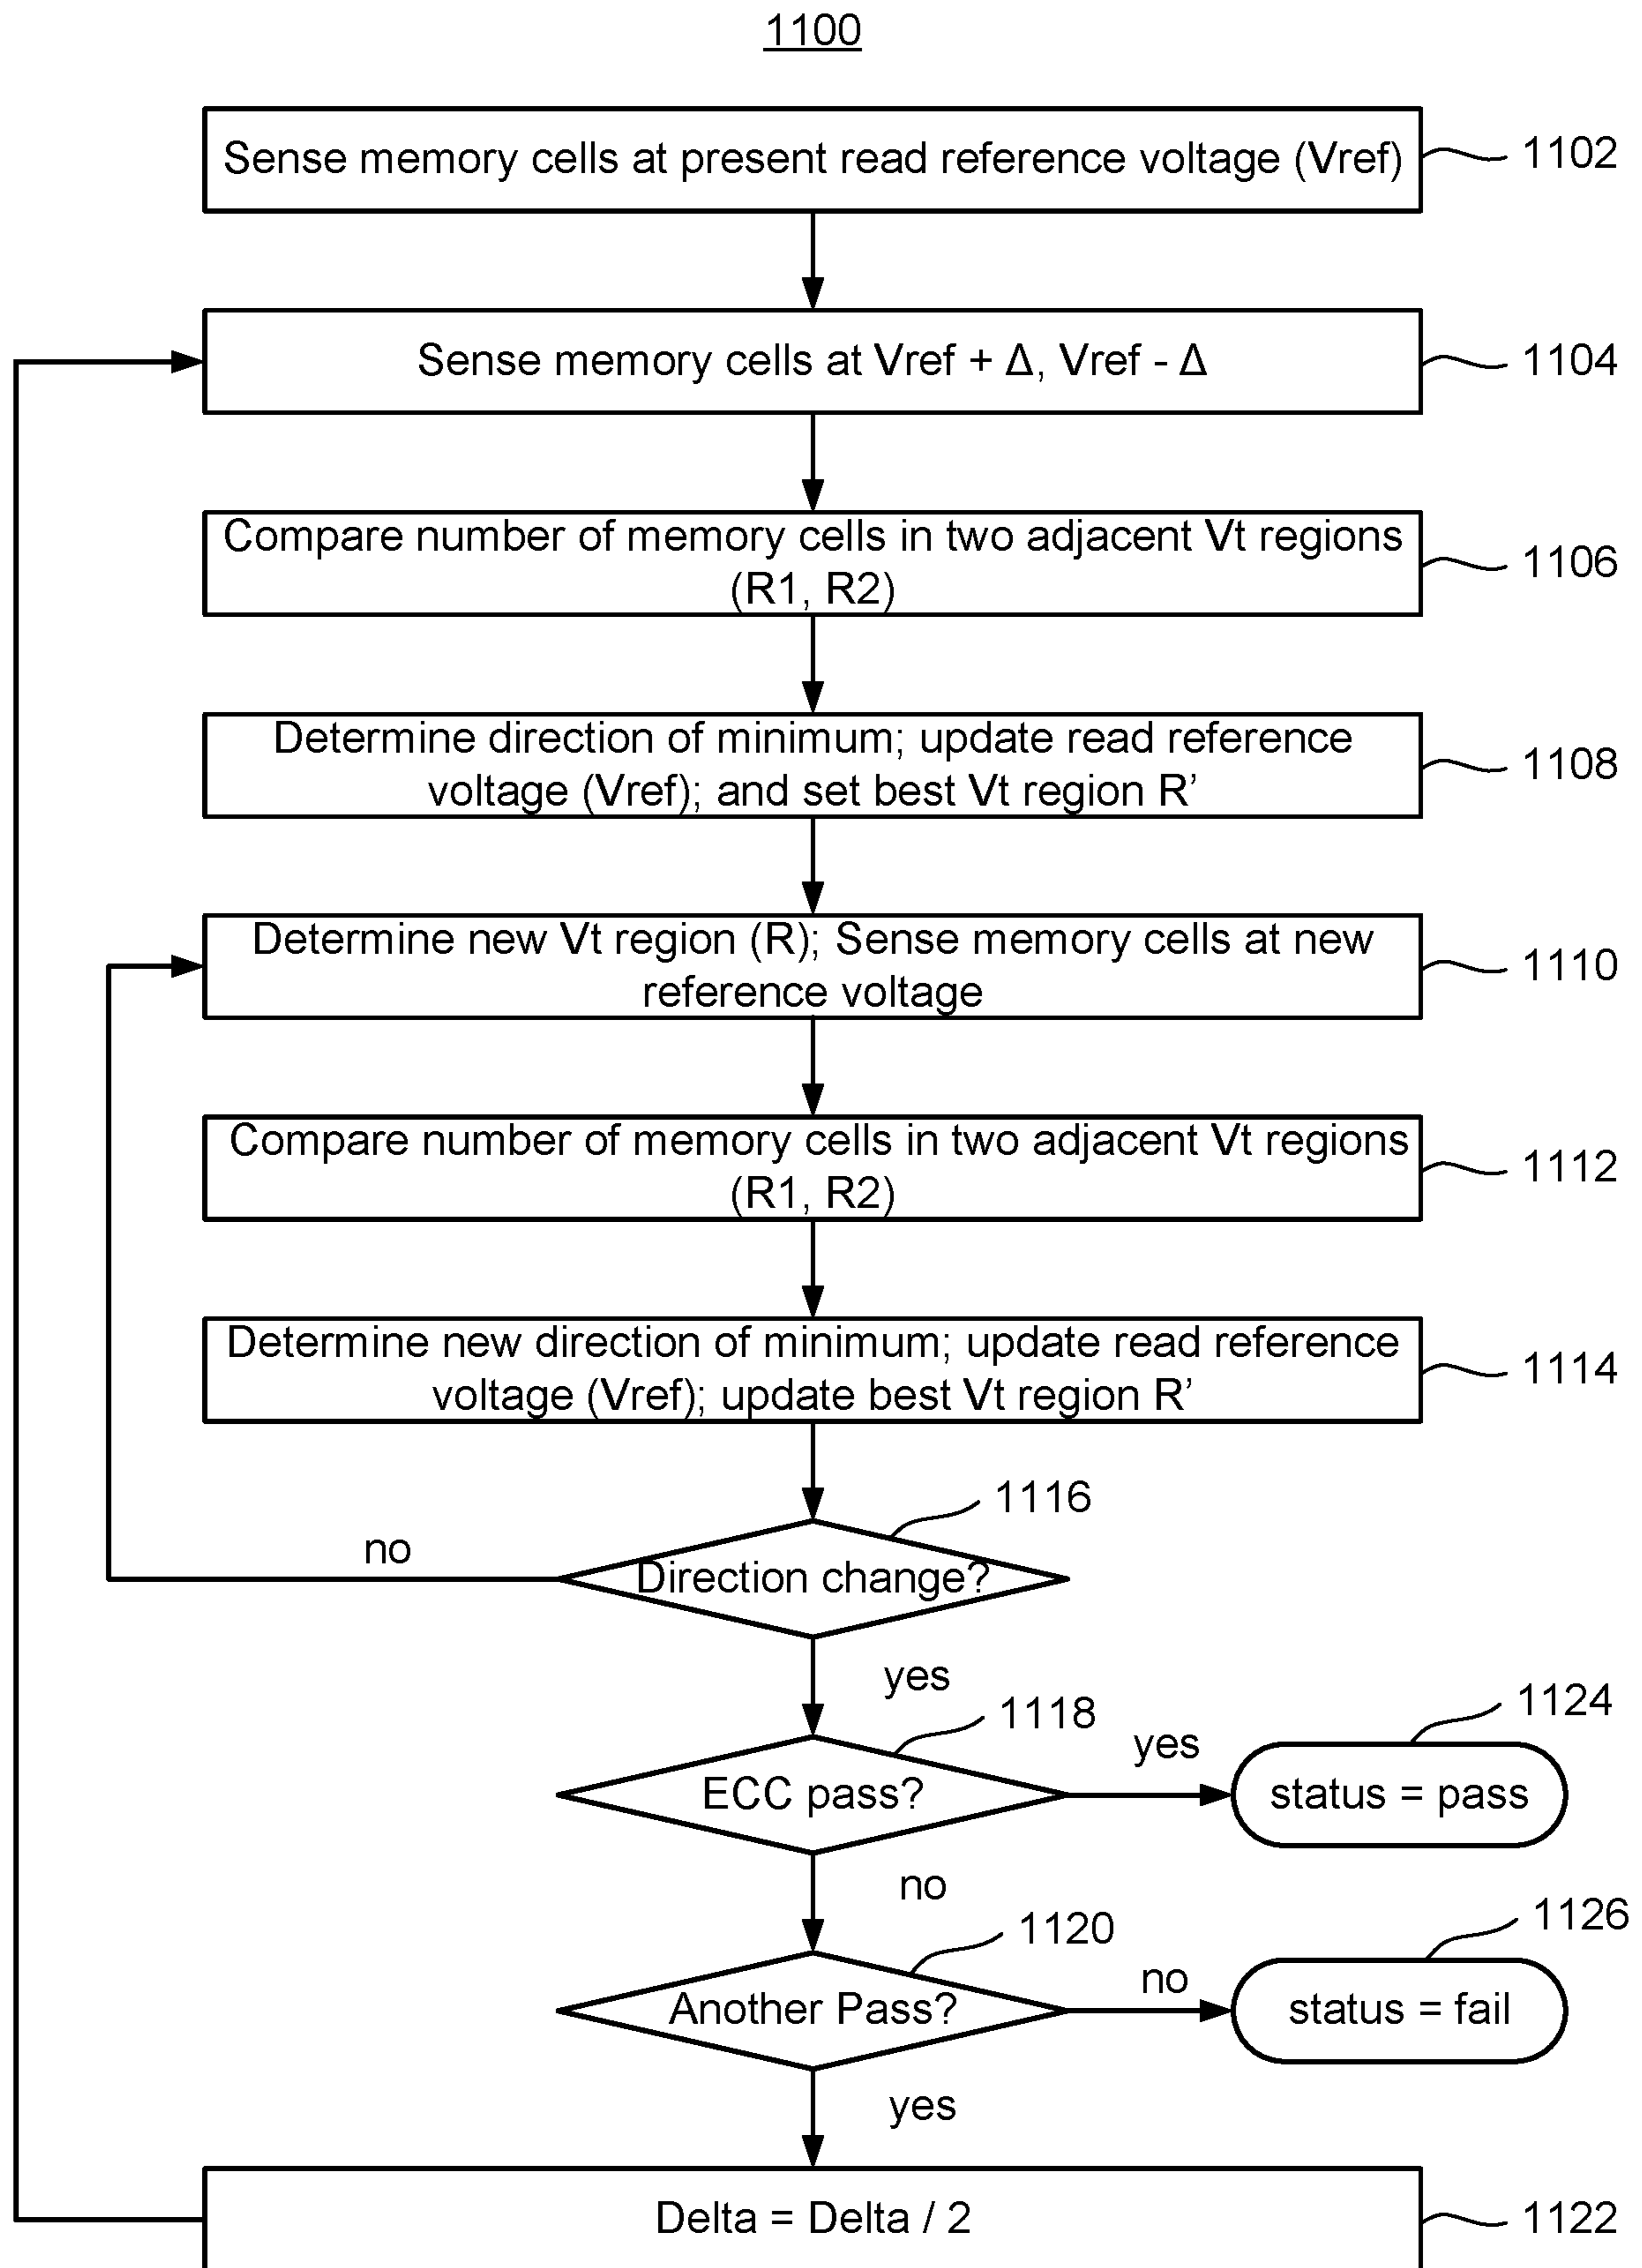 1100
Sense memory cells at present read reference voltage (Vref)
1102
Sense memory cells at Vref + Δ, Vref - Δ
1104
Compare number of memory cells in two adjacent Vt regions
(R1, R2)
1106
Determine direction of minimum; update read reference
voltage (Vref); and set best Vt region R’
1108
Determine new Vt region (R); Sense memory cells at new
reference voltage
1110
Compare number of memory cells in two adjacent Vt regions
(R1, R2)
1112
Determine new direction of minimum; update read reference
voltage (Vref); update best Vt region R’
1114
1116
no
Direction change?
yes
1118
1124
yes
ECC pass?
status = pass
no
1120
1126
no
Another Pass?
status = fail
yes
Delta = Delta / 2
1122